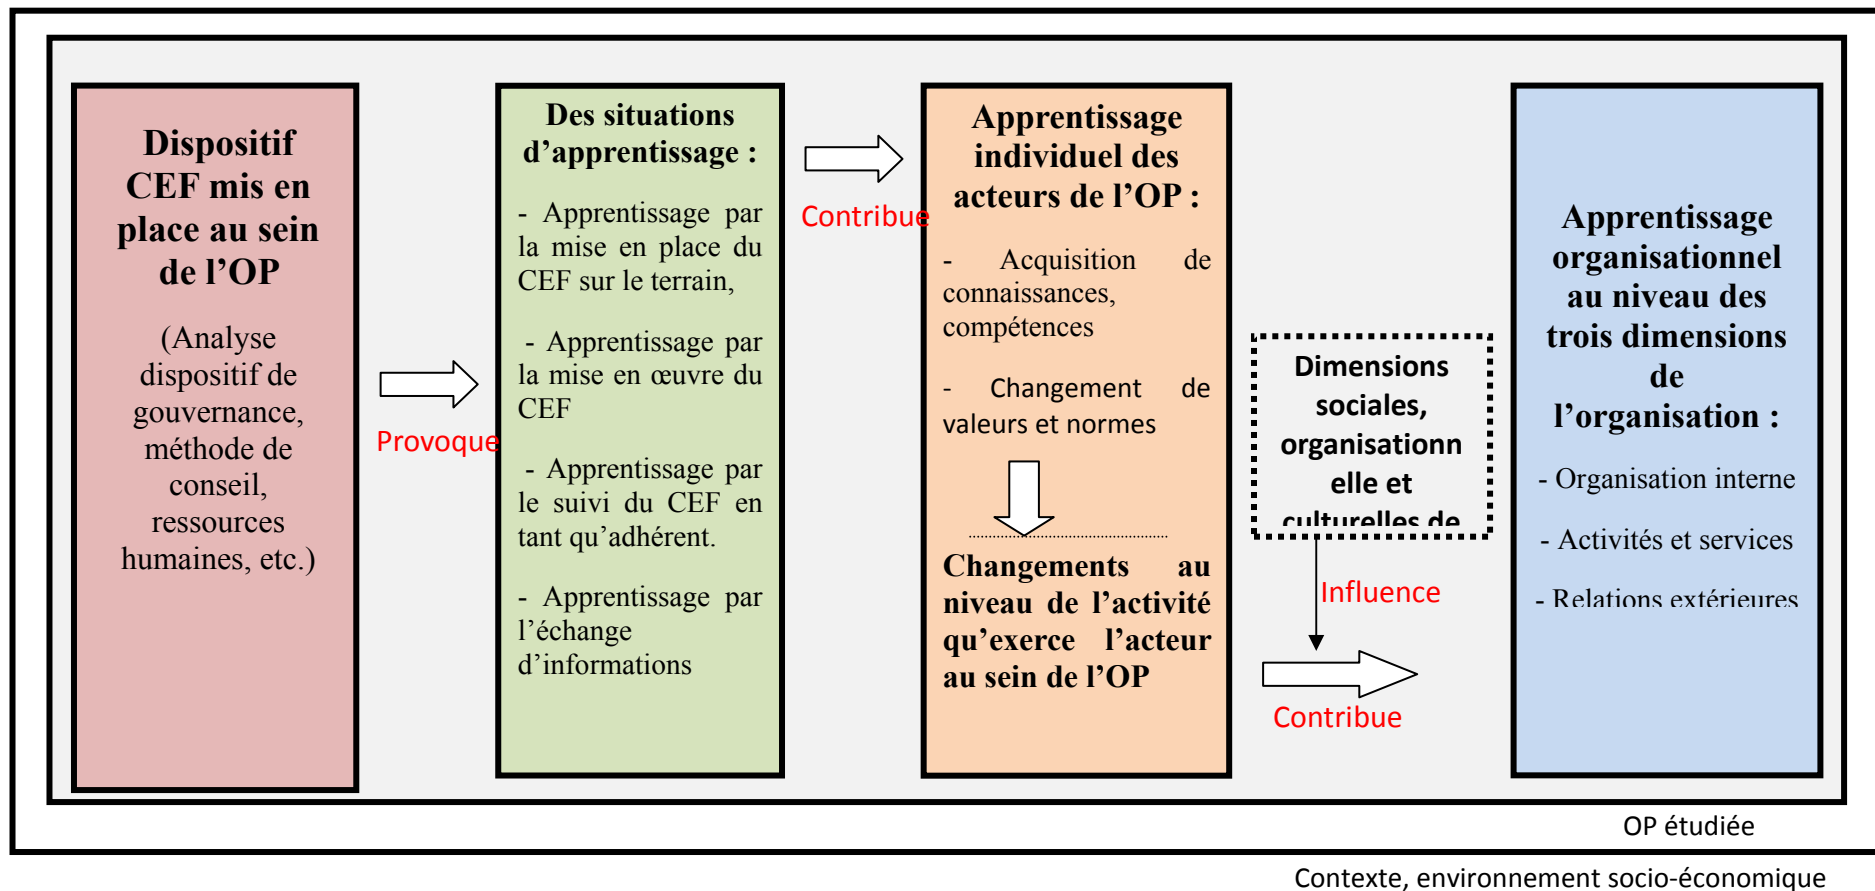 Dispositif
CEF mis en
place au sein
de l’OP
(Analyse
dispositif de
gouvernance,
méthode de
conseil,
ressources
humaines, etc.)
Provoque
Des situations
d’apprentissage :
- Apprentissage par
la mise en place du
CEF sur le terrain,
- Apprentissage par
la mise en œuvre du
CEF
- Apprentissage par
le suivi du CEF en
tant qu’adhérent.
- Apprentissage par
l’échange
d’informations
Contribue
Apprentissage
individuel des
acteurs de l’OP :
- Acquisition de
connaissances,
compétences
- Changement de
valeurs et normes
Changements au
niveau de l’activité
qu’exerce l’acteur
au sein de l’OP
Dimensions
sociales,
organisationn
elle et
culturelles de
Influence
Contribue
Apprentissage
organisationnel
au niveau des
trois dimensions
de
l’organisation :
- Organisation interne
- Activités et services
- Relations extérieures
OP étudiée
Contexte, environnement socio-économique